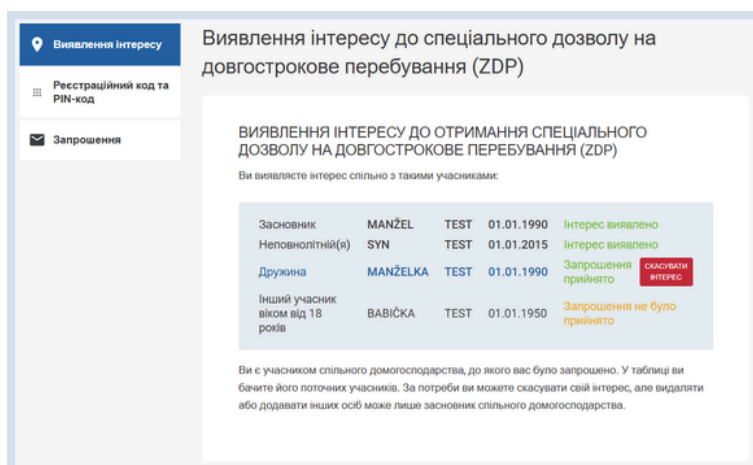 Виявлення інтересу
Реєстраційний код та
PIN-код
Запрошення
Виявлення інтересу до спеціального дозволу на
довгострокове перебування (ZDP)
ВИЯВЛЕННЯ ІНТЕРЕСУ ДО ОТРИМАННЯ СПЕЦІАЛЬНОГО
ДОЗВОЛУ НА ДОВГОСТРОКОВЕ ПЕРЕБУВАННЯ (ZDP)
Ви виявляєте інтерес спільно з такими учасниками:
Засновник MANŽEL TEST 01.01.1990 Інтерес виявлено
Неповнолітній(я) SYN TEST 01.01.2015 Інтерес виявлено
Дружина MANŽELKA TEST 01.01.1990 Запрошення
прийнято
СКАСУВАТИ
ІНТЕРЕС
Інший учасник
віком від 18
років
BABIČKA TEST 01.01.1950 Запрошення не було
прийнято
Ви є учасником спільного домогосподарства, до якого вас було запрошено. У таблиці ви
бачите його поточних учасників. За потреби ви можете скасувати свій інтерес, але видаляти
або додавати інших осіб може лише засновник спільного домогосподарства.